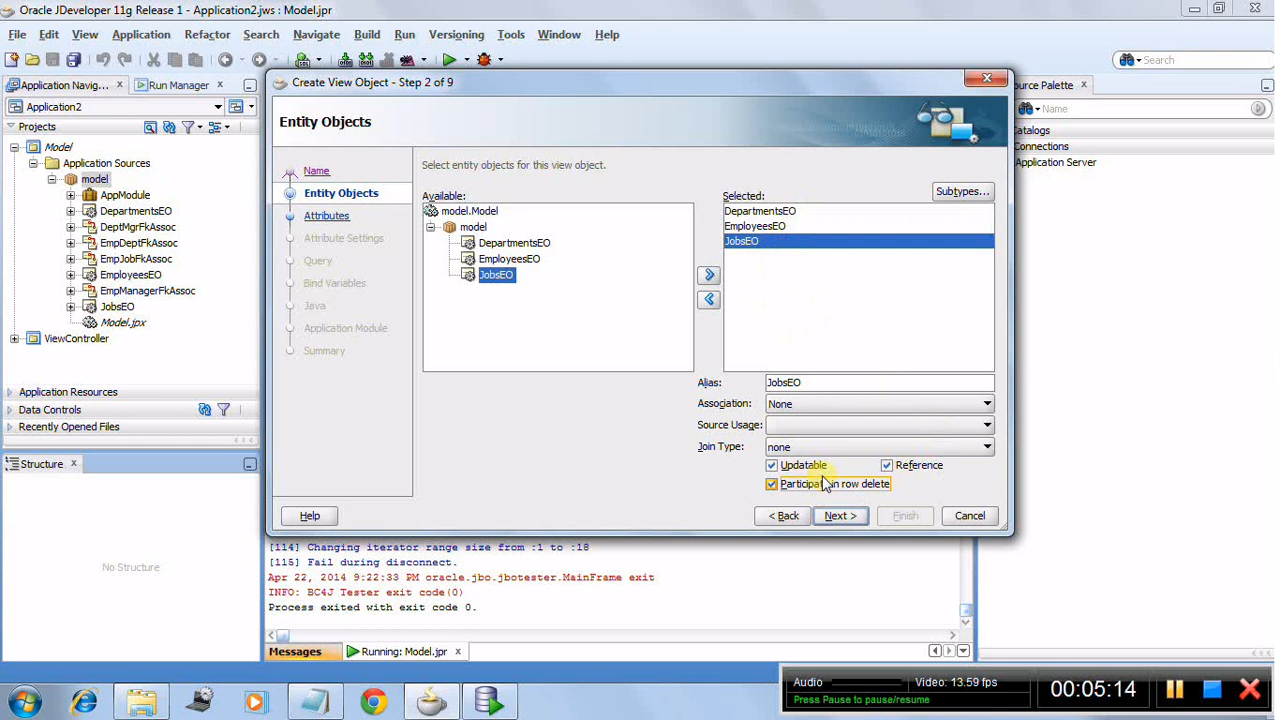 Oracle JDeveloper 11g Release 1 - Application2.jws : Model.jpr
File Edit View Application Refactor Search Navigate Build Run Versioning Tools Window Help
Search
Application Navig... Run Manager
Application2
Projects
Model
Application Sources
model
AppModule
DepartmentsEO
DeptMgrFkAssoc
EmpDeptFkAssoc
EmpJobFkAssoc
EmployeesEO
EmpManagerFkAssoc
JobsEO
Model.jpx
ViewController
Application Resources
Data Controls
Recently Opened Files
Structure
No Structure
Create View Object - Step 2 of 9
Entity Objects
Name
Entity Objects
Attributes
Attribute Settings
Query
Bind Variables
Java
Application Module
Summary
Select entity objects for this view object.
Available:
model.Model
model
DepartmentsEO
EmployeesEO
JobsEO
Selected:
Subtypes...
DepartmentsEO
EmployeesEO
JobsEO
Alias: JobsEO
Association: None
Source Usage:
Join Type: none
Updatable Reference
row delete
Help < Back Next > Finish Cancel
ource Palette
Name
Catalogs
Connections
Application Server
[114] Changing iterator range size from :1 to :18
[115] Fail during disconnect.
Apr 22, 2014 9:22:33 PM oracle.jbo.jbotester.MainFrame exit
INFO: BC4J Tester exit code(0)
Process exited with exit code 0.
Messages Running: Model.jpr
Audio Video: 13.59 fps
Press Pause to pause/resume
00:05:14